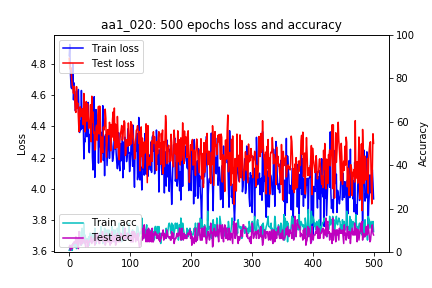 aa1_020: 500 epochs loss and accuracy
Train loss
Test loss
Train acc
Test acc
Loss
Accuracy
4.8
4.6
4.4
4.2
4.0
3.8
3.6
100
80
60
40
20
0
0 100 200 300 400 500